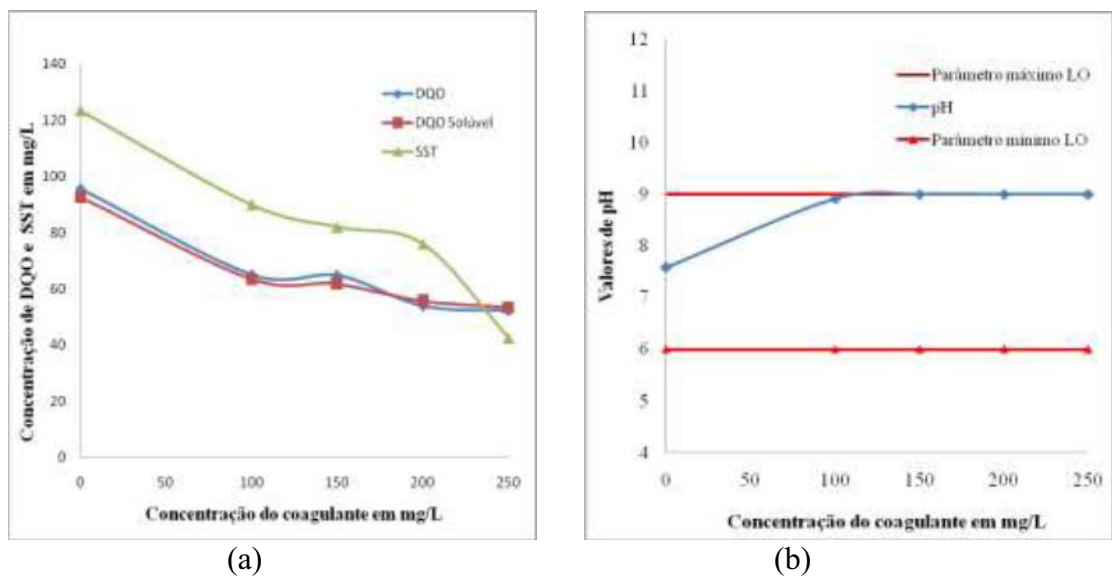 140
120
100
80
60
40
20
0
Concentração de DQO e SST em mg/L
DQO
DQO Solúvel
SST
0 50 100 150 200 250
Concentração do coagulante em mg/L
(a)
12
11
10
9
8
7
6
5
4
Valores de pH
Parâmetro máximo LO
pH
Parâmetro mínimo LO
0 50 100 150 200 250
Concentração do coagulante em mg/L
(b)